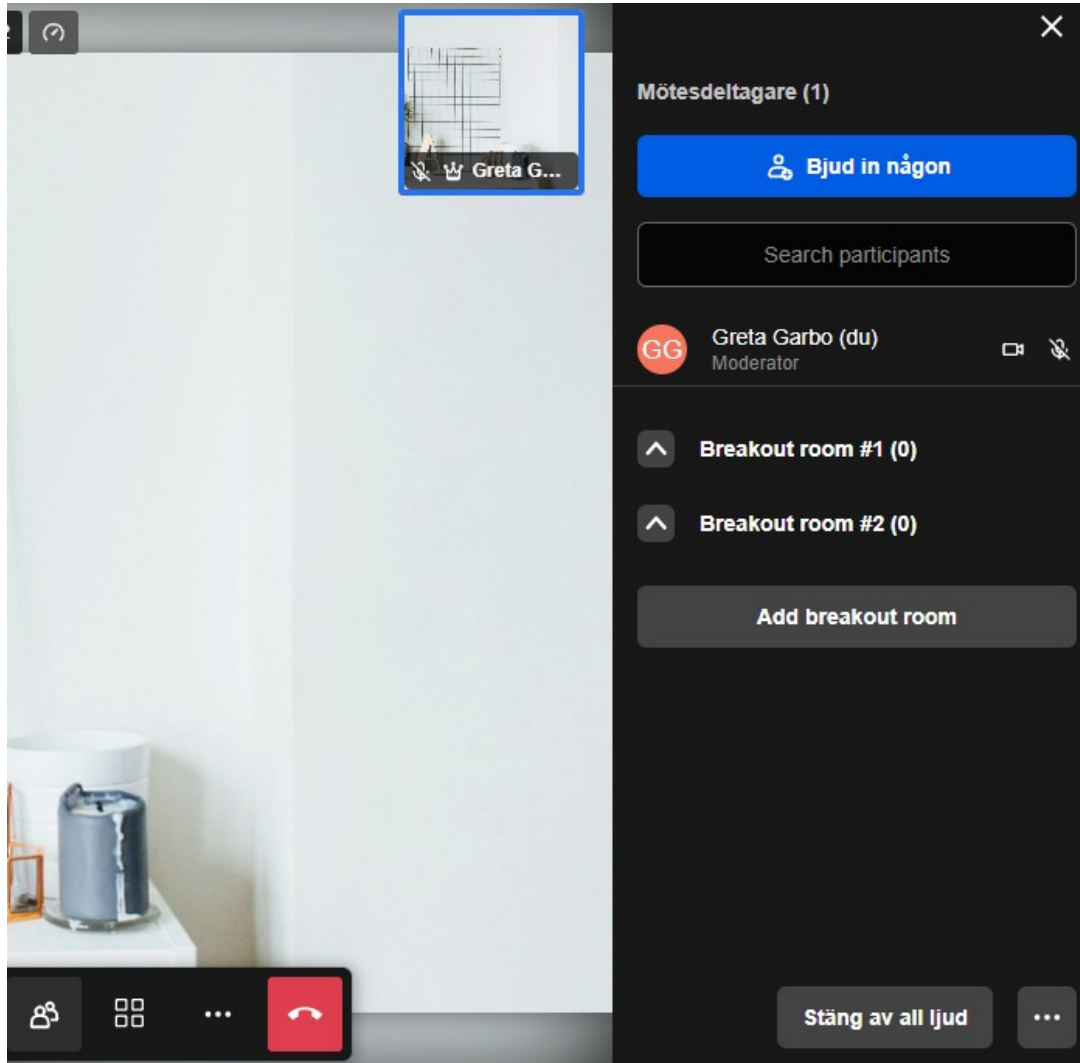 Greta G...
Mötesdeltagare (1)
Bjud in någon
Search participants
GG
Greta Garbo (du)
Moderator
Breakout room #1 (0)
Breakout room #2 (0)
Add breakout room
Stäng av all ljud